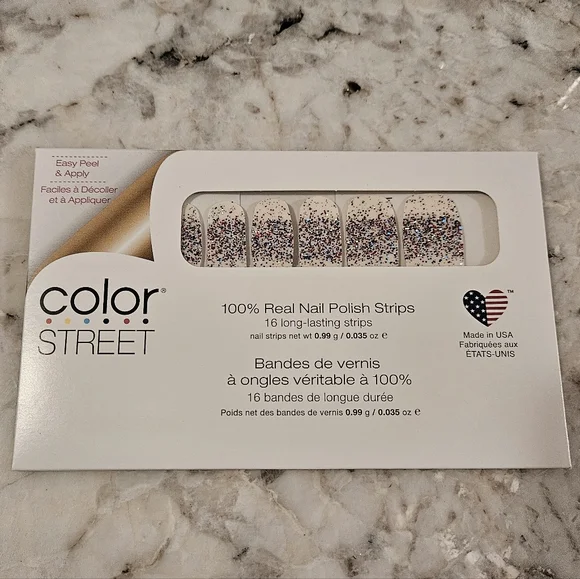 Easy Peel
& Apply
Faciles à Décoller
et à Appliquer
color®
STREET
100% Real Nail Polish Strips
16 long-lasting strips
nail strips net wt 0.99 g / 0.035 oz ℮
Bandes de vernis
à ongles véritable à 100%
16 bandes de longue durée
Poids net des bandes de vernis 0.99 g / 0.035 oz ℮
™
Made in USA
Fabriquées aux
ÉTATS-UNIS